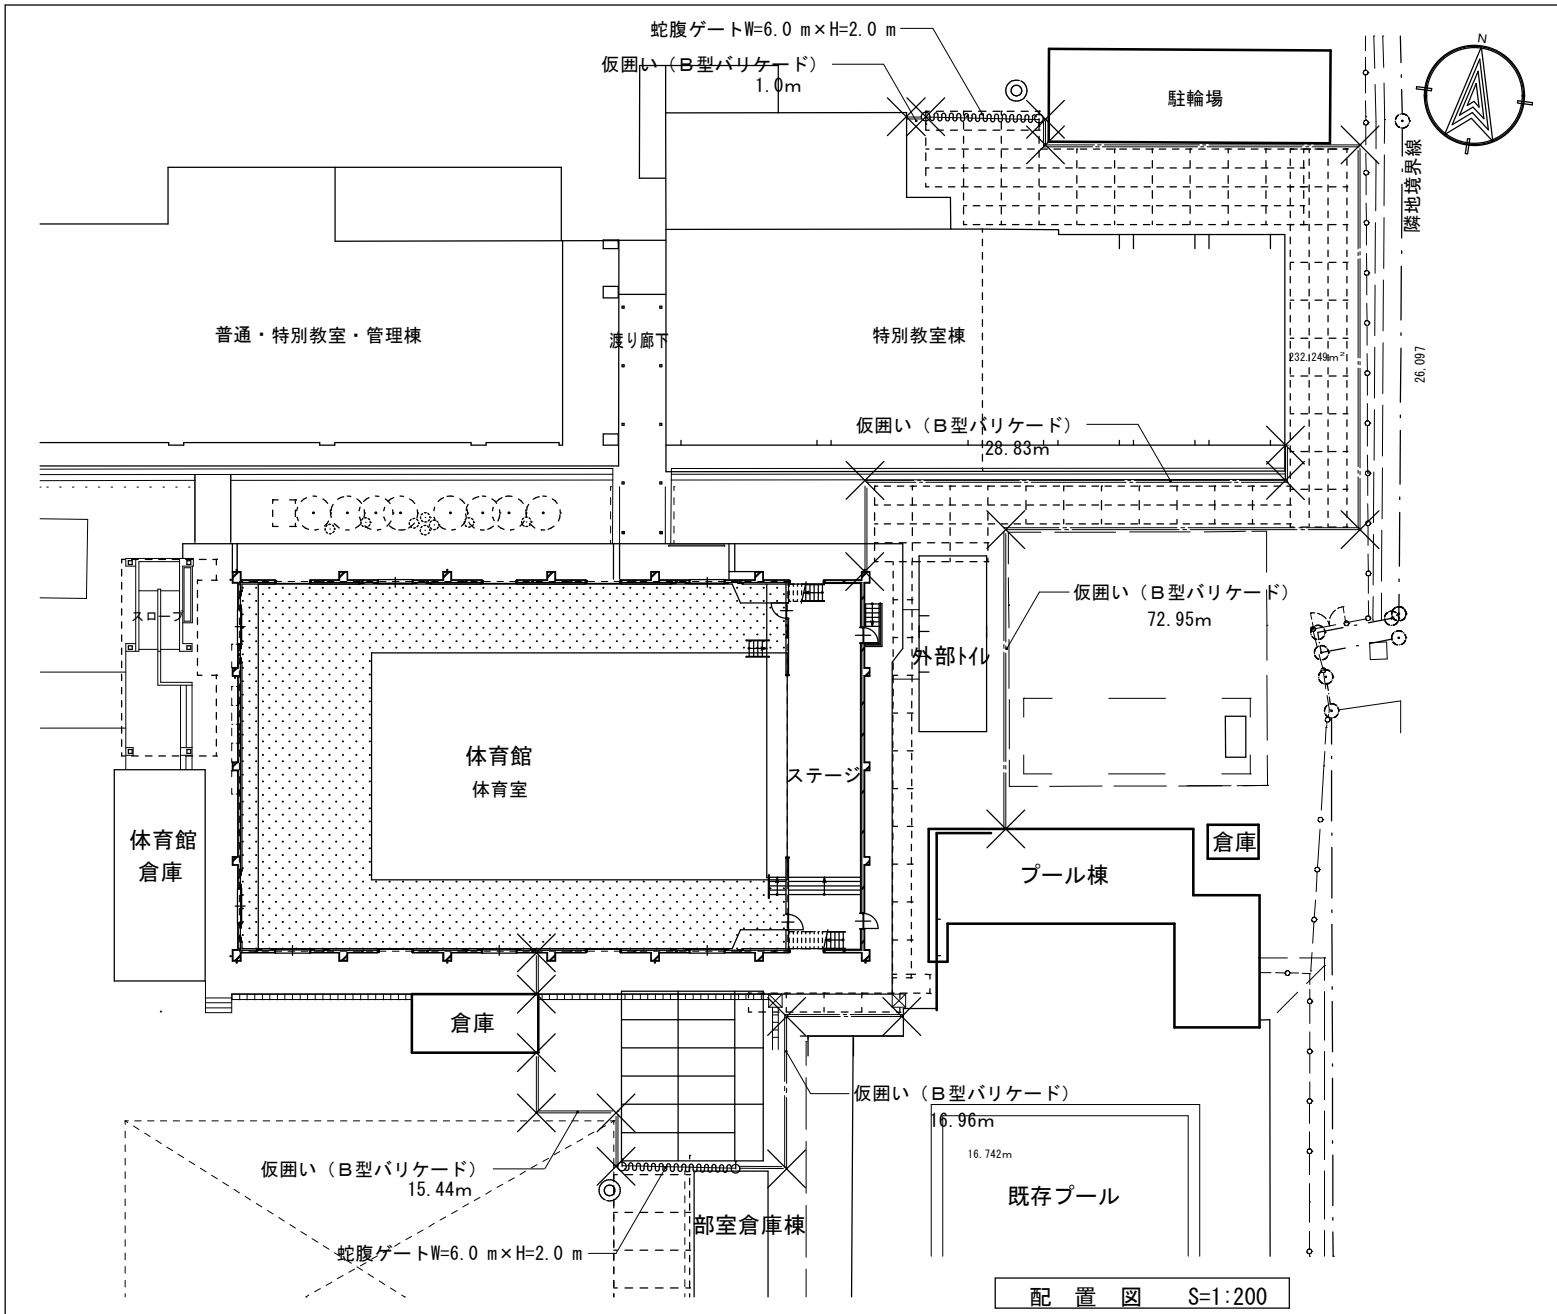 蛇腹ゲートW=6.0 m×H=2.0 m
仮囲い（Ｂ型バリケード）
1.0m
駐輪場
N
隣地境界線
普通・特別教室・管理棟
渡り廊下
特別教室棟
232.249m²
26.097
仮囲い（Ｂ型バリケード）
28.83m
スロープ
仮囲い（Ｂ型バリケード）
72.95m
外部トイレ
体育館
体育室
ステージ
体育館
倉庫
倉庫
プール棟
倉庫
仮囲い（Ｂ型バリケード）
16.96m
16.742m
仮囲い（Ｂ型バリケード）
15.44m
既存プール
部室倉庫棟
蛇腹ゲートW=6.0 m×H=2.0 m
配 置 図 S=1:200